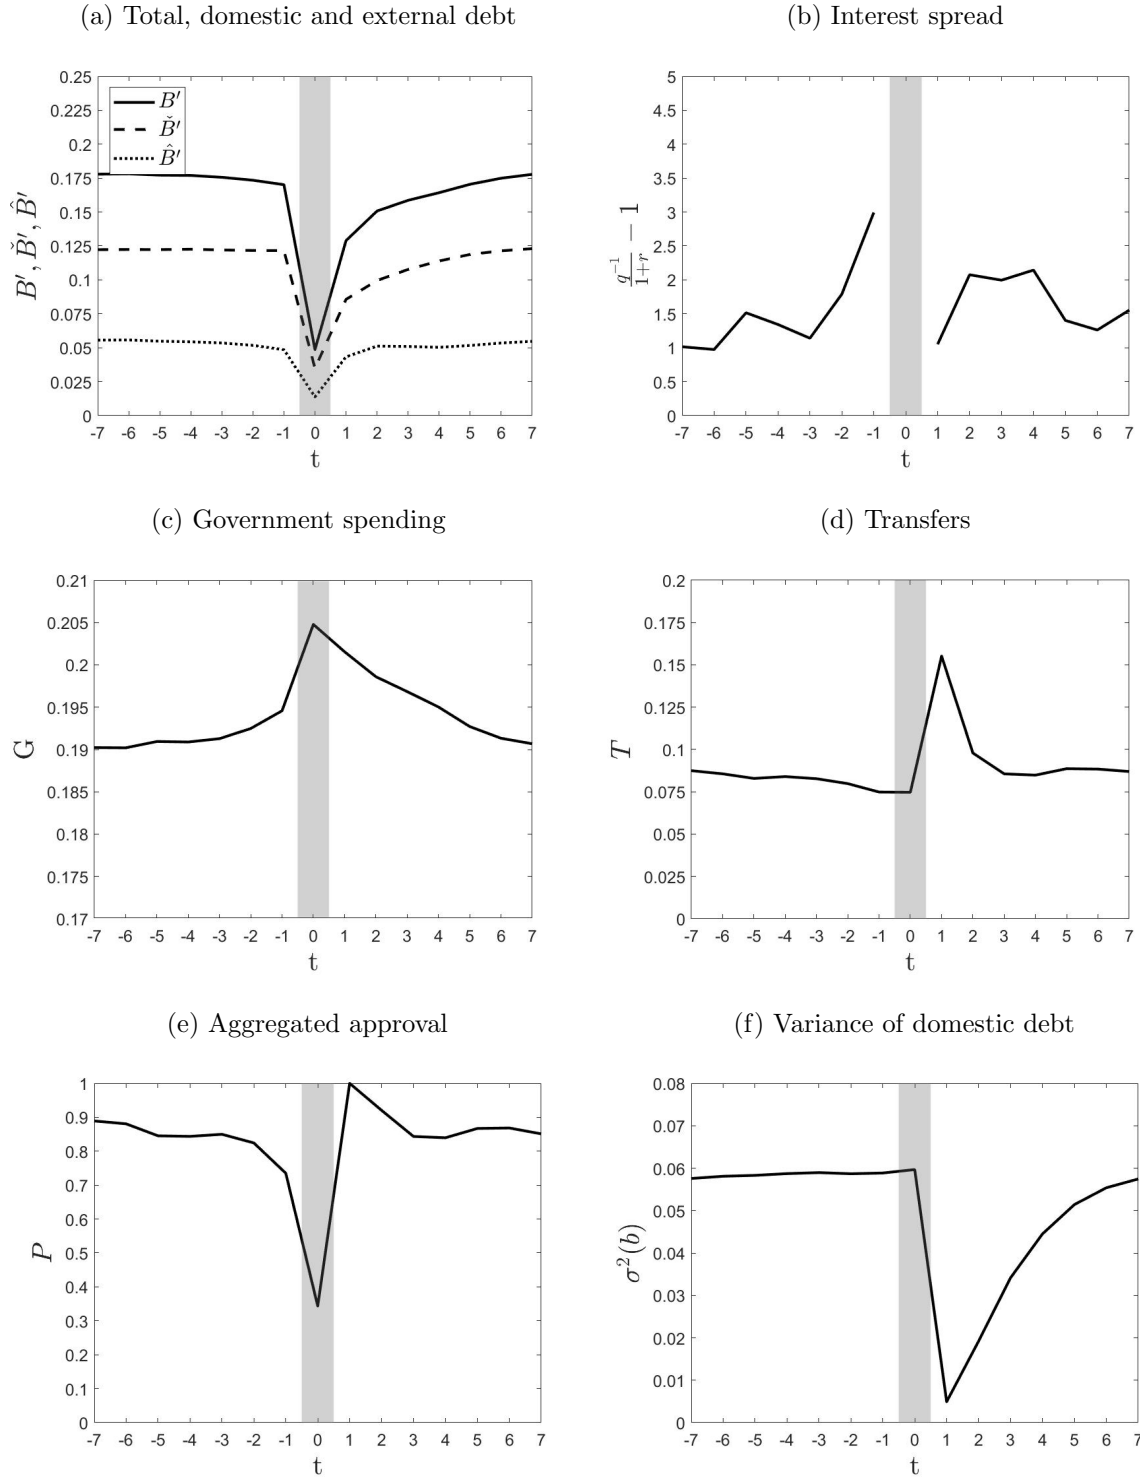 (a) Total, domestic and external debt
0.25
0.225
0.2
0.175
0.15
0.125
0.1
0.075
0.05
0.025
0
B′
B̌′
B̂′
B′, B̌′, B̂′
-7 -6 -5 -4 -3 -2 -1 0 1 2 3 4 5 6 7
t
(b) Interest spread
5
4.5
4
3.5
3
2.5
2
1.5
1
0.5
0
q⁻¹/1+r − 1
-7 -6 -5 -4 -3 -2 -1 0 1 2 3 4 5 6 7
t
(c) Government spending
0.21
0.205
0.2
0.195
0.19
0.185
0.18
0.175
0.17
G
-7 -6 -5 -4 -3 -2 -1 0 1 2 3 4 5 6 7
t
(d) Transfers
0.2
0.175
0.15
0.125
0.1
0.075
0.05
0.025
0
T
-7 -6 -5 -4 -3 -2 -1 0 1 2 3 4 5 6 7
t
(e) Aggregated approval
1
0.9
0.8
0.7
0.6
0.5
0.4
0.3
0.2
0.1
0
P
-7 -6 -5 -4 -3 -2 -1 0 1 2 3 4 5 6 7
t
(f) Variance of domestic debt
0.08
0.07
0.06
0.05
0.04
0.03
0.02
0.01
0
σ²(b)
-7 -6 -5 -4 -3 -2 -1 0 1 2 3 4 5 6 7
t